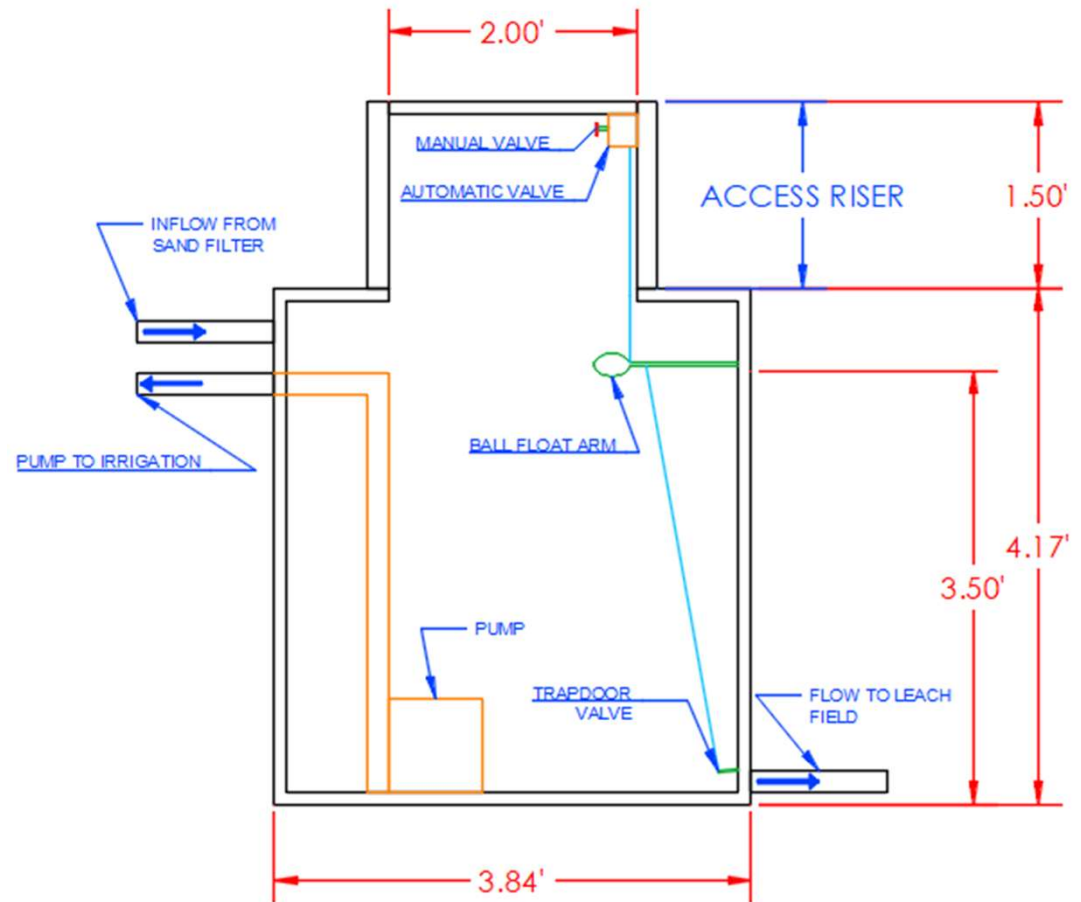 2.00'
MANUAL VALVE
AUTOMATIC VALVE
ACCESS RISER
1.50'
INFLOW FROM
SAND FILTER
PUMP TO IRRIGATION
BALL FLOAT ARM
4.17'
3.50'
PUMP
TRAPDOOR
VALVE
FLOW TO LEACH
FIELD
3.84'